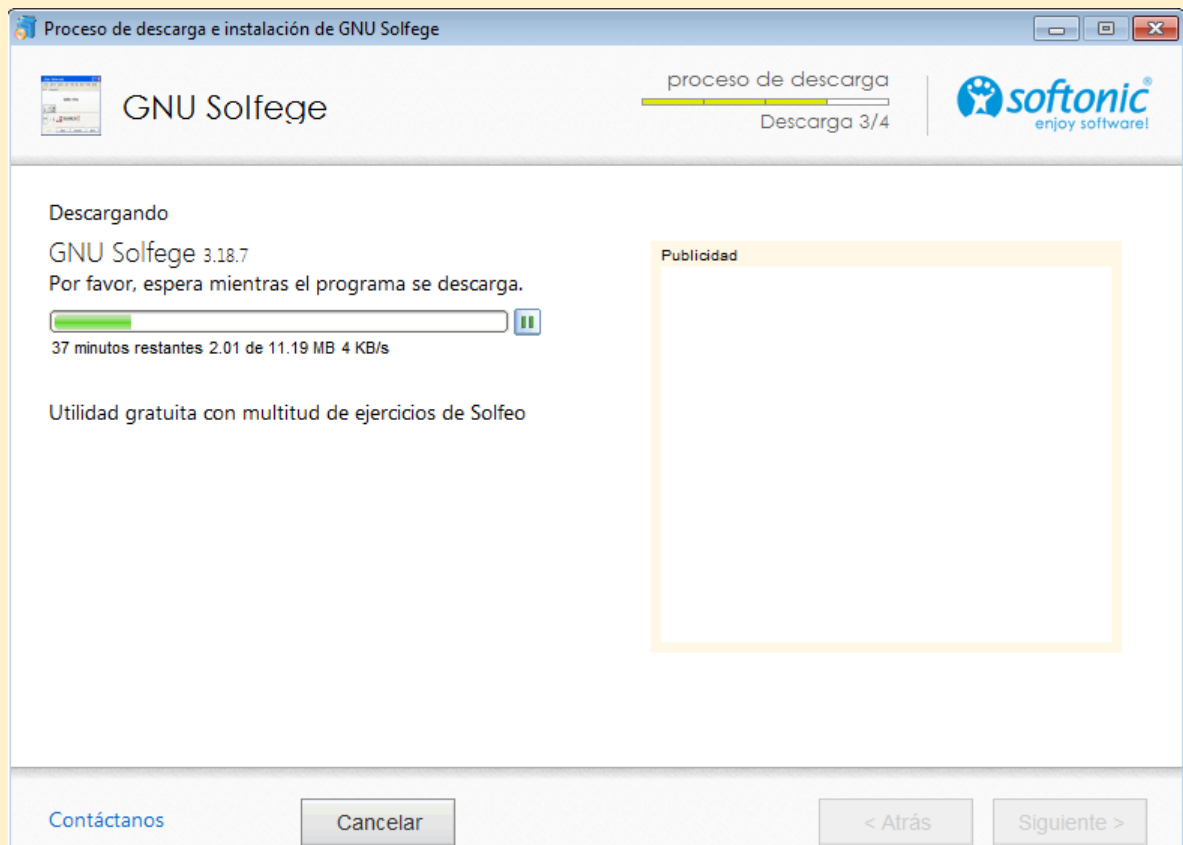 Proceso de descarga e instalación de GNU Solfege
GNU Solfege
proceso de descarga
Descarga 3/4
softonic®
enjoy software!
Descargando
GNU Solfege 3.18.7
Por favor, espera mientras el programa se descarga.
37 minutos restantes 2.01 de 11.19 MB 4 KB/s
Utilidad gratuita con multitud de ejercicios de Solfeo
Publicidad
Contáctanos
Cancelar
< Atrás
Siguiente >